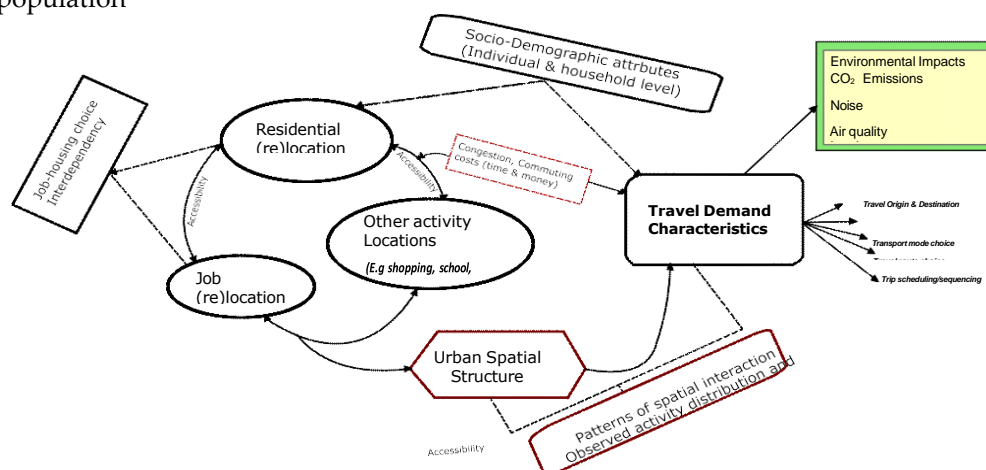 population
Socio-Demographic attrbutes
(Individual & household level)
Environmental Impacts
CO₂ Emissions
Noise
Air quality
Job-housing choice
Interdependency
Residential
(re)location
Accessibility
Accessibility
Congestion, Commuting
costs (time & money)
Travel Demand
Characteristics
Travel Origin & Destination
Transport mode choice
Trip scheduling/sequencing
Other activity
Locations
(E.g shopping, school,
Job
(re)location
Urban Spatial
Structure
Patterns of spatial interaction
Observed activity distribution and
Accessibility